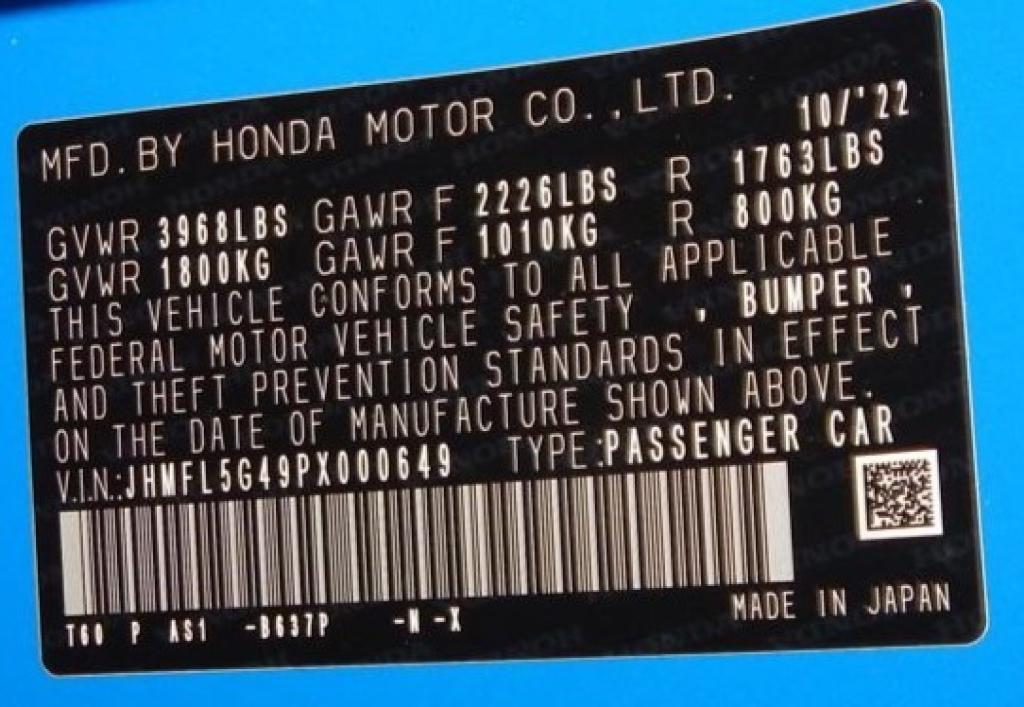 MFD. BY HONDA MOTOR CO., LTD. 10/'22
GVWR 3968LBS GAWR F 2226LBS R 1763LBS
GVWR 1800KG GAWR F 1010KG R 800KG
THIS VEHICLE CONFORMS TO ALL APPLICABLE
FEDERAL MOTOR VEHICLE SAFETY , BUMPER ,
AND THEFT PREVENTION STANDARDS IN EFFECT
ON THE DATE OF MANUFACTURE SHOWN ABOVE.
V.I.N.:JHMFL5G49PX000649 TYPE:PASSENGER CAR
T60 P AS1 -B637P -N -X
MADE IN JAPAN